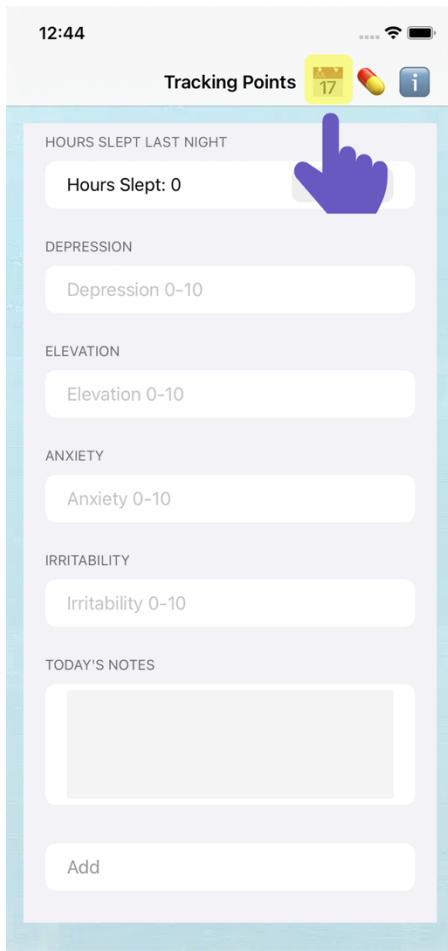 12:44
Tracking Points 17 i
HOURS SLEPT LAST NIGHT
Hours Slept: 0
DEPRESSION
Depression 0-10
ELEVATION
Elevation 0-10
ANXIETY
Anxiety 0-10
IRRITABILITY
Irritability 0-10
TODAY'S NOTES
Add